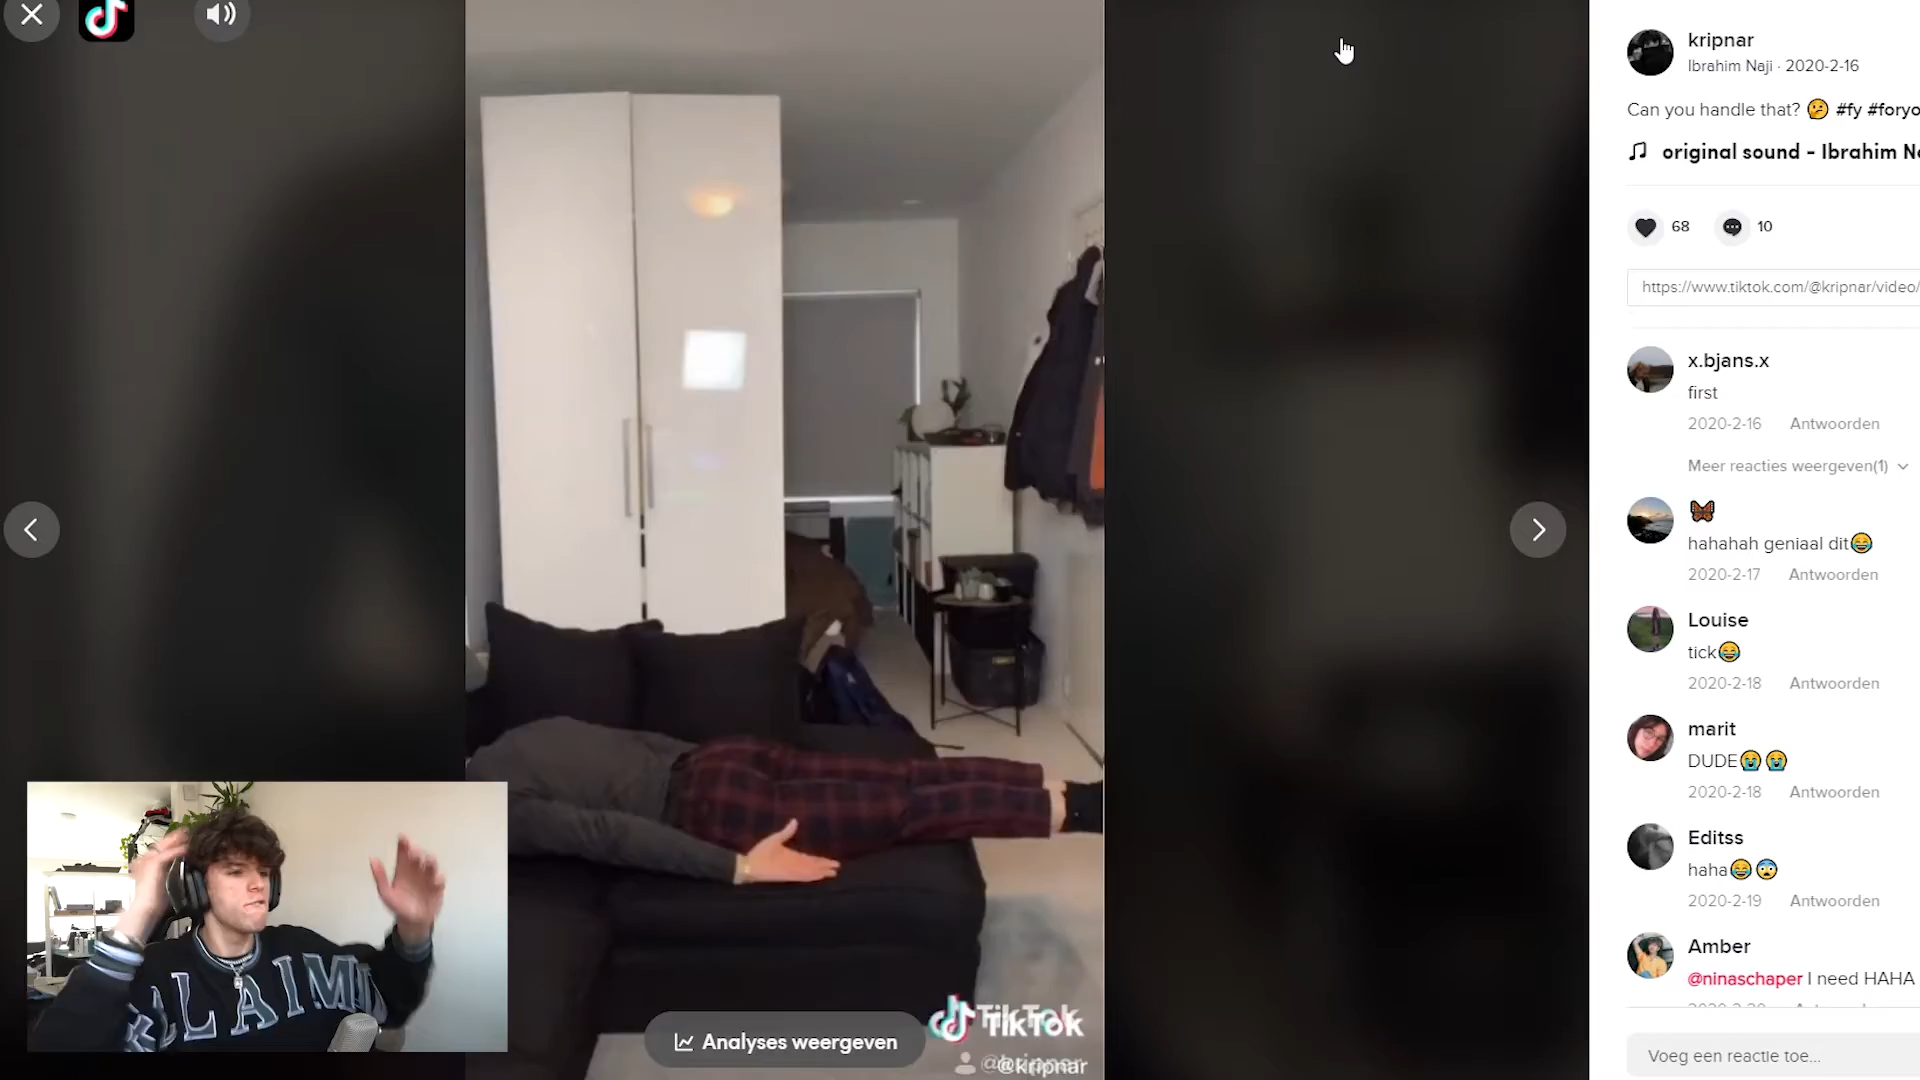 kripnar
Ibrahim Naji · 2020-2-16
Can you handle that? 🤔 #fy #foryo
original sound - Ibrahim Na
68
10
https://www.tiktok.com/@kripnar/video/
x.bjans.x
first
2020-2-16 Antwoorden
Meer reacties weergeven(1)
hahahah geniaal dit😂
2020-2-17 Antwoorden
Louise
tick😂
2020-2-18 Antwoorden
marit
DUDE😭😭
2020-2-18 Antwoorden
Editss
haha😂😨
2020-2-19 Antwoorden
Amber
@ninaschaper I need HAHA
Voeg een reactie toe...
Analyses weergeven
TikTok
@kripnar